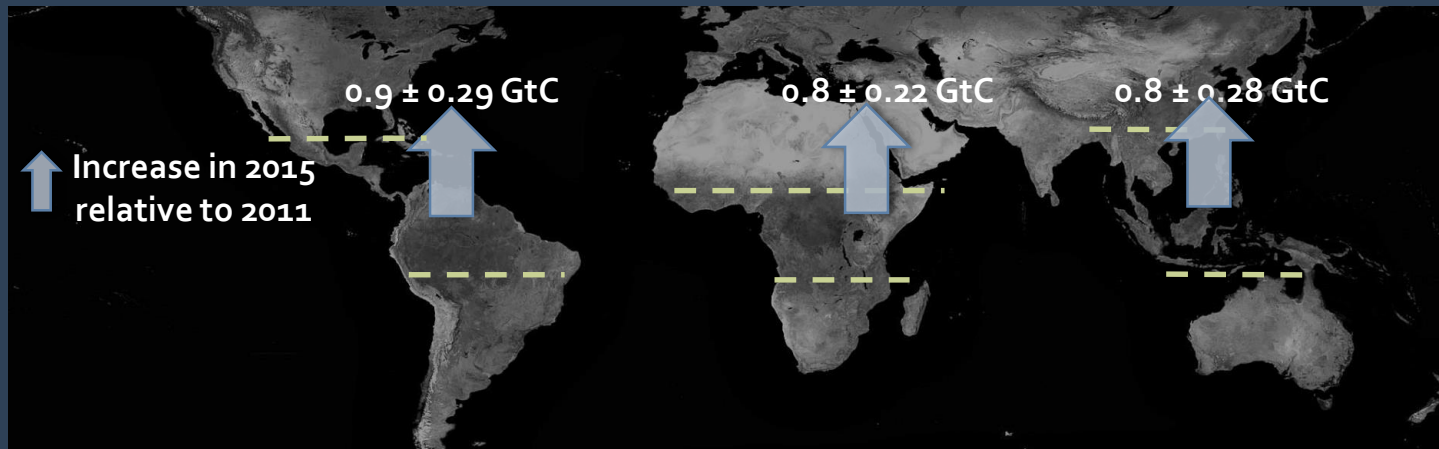 0.9 ± 0.29 GtC
0.8 ± 0.22 GtC
0.8 ± 0.28 GtC
Increase in 2015
relative to 2011